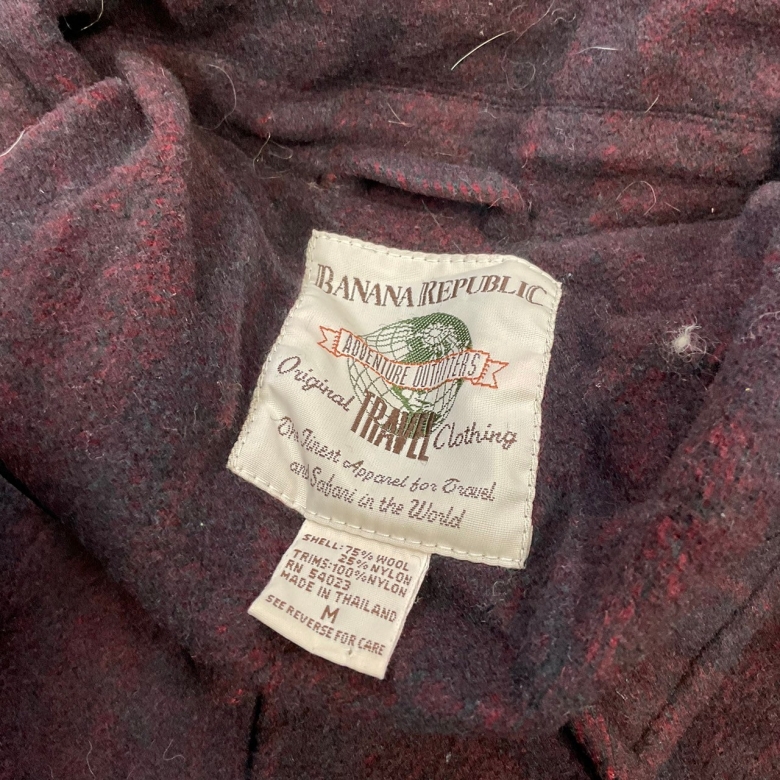 BANANA REPUBLIC
ADVENTURE OUTFITTERS
Original TRAVEL Clothing
The Finest Apparel for Travel
and Safari in the World
SHELL: 75% WOOL
25% NYLON
TRIMS: 100% NYLON
RN 54023
MADE IN THAILAND
M
SEE REVERSE FOR CARE